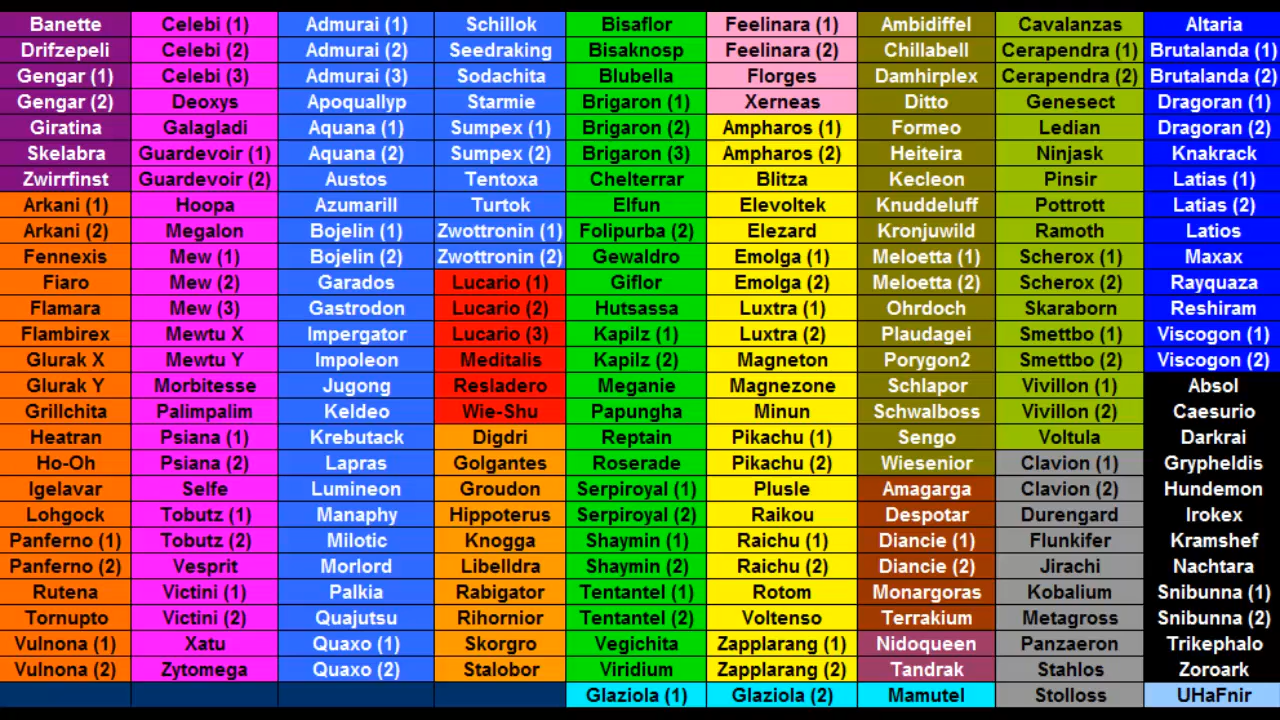 Banette Celebi (1) Admurai (1) Schillok Bisaflor Feelinara (1) Ambidiffel Cavalanzas Altaria
Drifzepeli Celebi (2) Admurai (2) Seedraking Bisaknosp Feelinara (2) Chillabell Cerapendra (1) Brutalanda (1)
Gengar (1) Celebi (3) Admurai (3) Sodachita Blubella Florges Damhirplex Cerapendra (2) Brutalanda (2)
Gengar (2) Deoxys Apoquallyp Starmie Brigaron (1) Xerneas Ditto Genesect Dragoran (1)
Giratina Galagladi Aquana (1) Sumpex (1) Brigaron (2) Ampharos (1) Formeo Ledian Dragoran (2)
Skelabra Guardevoir (1) Aquana (2) Sumpex (2) Brigaron (3) Ampharos (2) Heiteira Ninjask Knakrack
Zwirrfinst Guardevoir (2) Austos Tentoxa Chelterrar Blitza Kecleon Pinsir Latias (1)
Arkani (1) Hoopa Azumarill Turtok Elfun Elevoltek Knuddeluff Pottrott Latias (2)
Arkani (2) Megalon Bojelin (1) Zwottronin (1) Folipurba (2) Elezard Kronjuwild Ramoth Latios
Fennexis Mew (1) Bojelin (2) Zwottronin (2) Gewaldro Emolga (1) Meloetta (1) Scherox (1) Maxax
Fiaro Mew (2) Garados Lucario (1) Giflor Emolga (2) Meloetta (2) Scherox (2) Rayquaza
Flamara Mew (3) Gastrodon Lucario (2) Hutsassa Luxtra (1) Ohrdoch Skaraborn Reshiram
Flambirex Mewtu X Impergator Lucario (3) Kapilz (1) Luxtra (2) Plaudagei Smettbo (1) Viscogon (1)
Glurak X Mewtu Y Impoleon Meditalis Kapilz (2) Magneton Porygon2 Smettbo (2) Viscogon (2)
Glurak Y Morbitesse Jugong Resladero Meganie Magnezone Schlapor Vivillon (1) Absol
Grillchita Palimpalim Keldeo Wie-Shu Papungha Minun Schwalboss Vivillon (2) Caesurio
Heatran Psiana (1) Krebutack Digdri Reptain Pikachu (1) Sengo Voltula Darkrai
Ho-Oh Psiana (2) Lapras Golgantes Roserade Pikachu (2) Wiesenior Clavion (1) Grypheldis
Igelavar Selfe Lumineon Groudon Serpiroyal (1) Plusle Amagarga Clavion (2) Hundemon
Lohgock Tobutz (1) Manaphy Hippoterus Serpiroyal (2) Raikou Despotar Durengard Irokex
Panferno (1) Tobutz (2) Milotic Knogga Shaymin (1) Raichu (1) Diancie (1) Flunkifer Kramshef
Panferno (2) Vesprit Morlord Libelldra Shaymin (2) Raichu (2) Diancie (2) Jirachi Nachtara
Rutena Victini (1) Palkia Rabigator Tentantel (1) Rotom Monargoras Kobalium Snibunna (1)
Tornupto Victini (2) Quajutsu Rihornior Tentantel (2) Voltenso Terrakium Metagross Snibunna (2)
Vulnona (1) Xatu Quaxo (1) Skorgro Vegichita Zapplarang (1) Nidoqueen Panzaeron Trikephalo
Vulnona (2) Zytomega Quaxo (2) Stalobor Viridium Zapplarang (2) Tandrak Stahlos Zoroark
Glaziola (1) Glaziola (2) Mamutel Stolloss UHaFnir